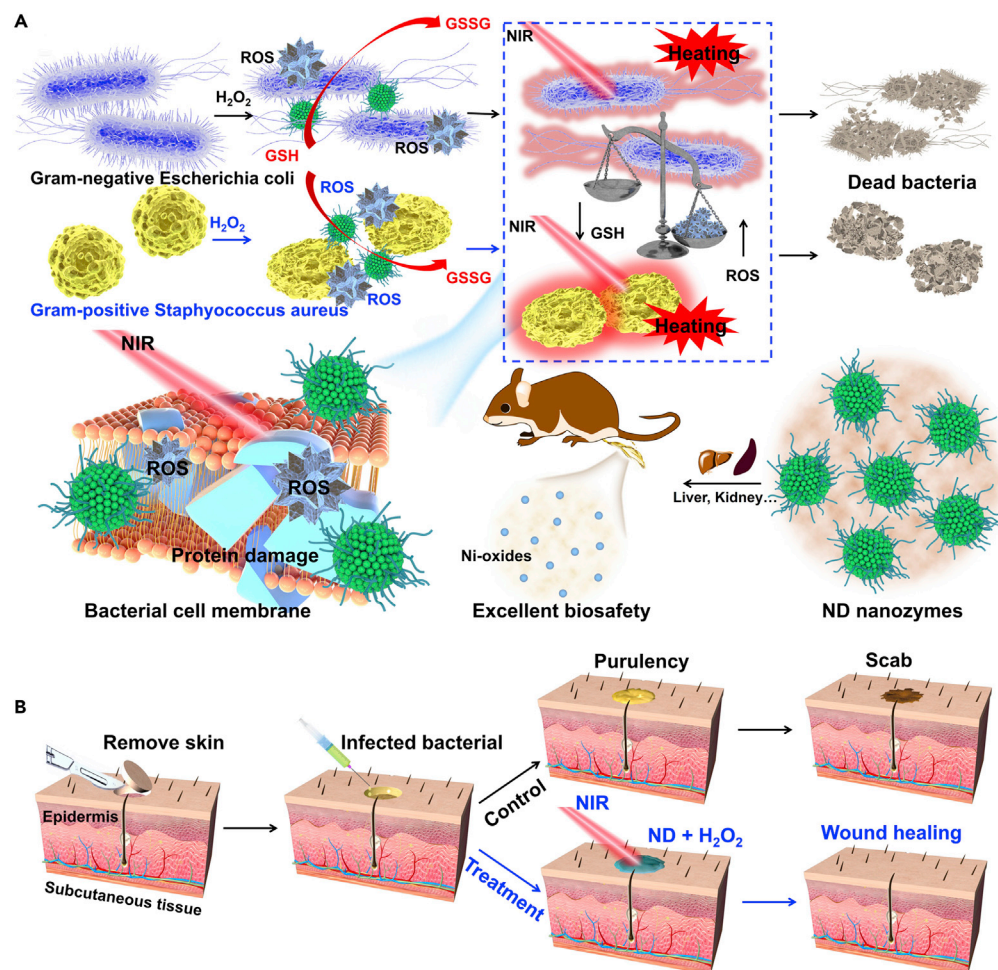 A
GSSG
ROS
H₂O₂
ROS
GSH
Gram-negative Escherichia coli
NIR
Heating
Dead bacteria
ROS
H₂O₂
ROS
GSSG
Gram-positive Staphyococcus aureus
GSH
NIR
ROS
Heating
NIR
ROS
ROS
Protein damage
Bacterial cell membrane
Ni-oxides
Excellent biosafety
Liver, Kidney...
ND nanozymes
B
Remove skin
Epidermis
Subcutaneous tissue
Infected bacterial
Control
Treatment
Purulency
Scab
NIR
ND + H₂O₂
Wound healing